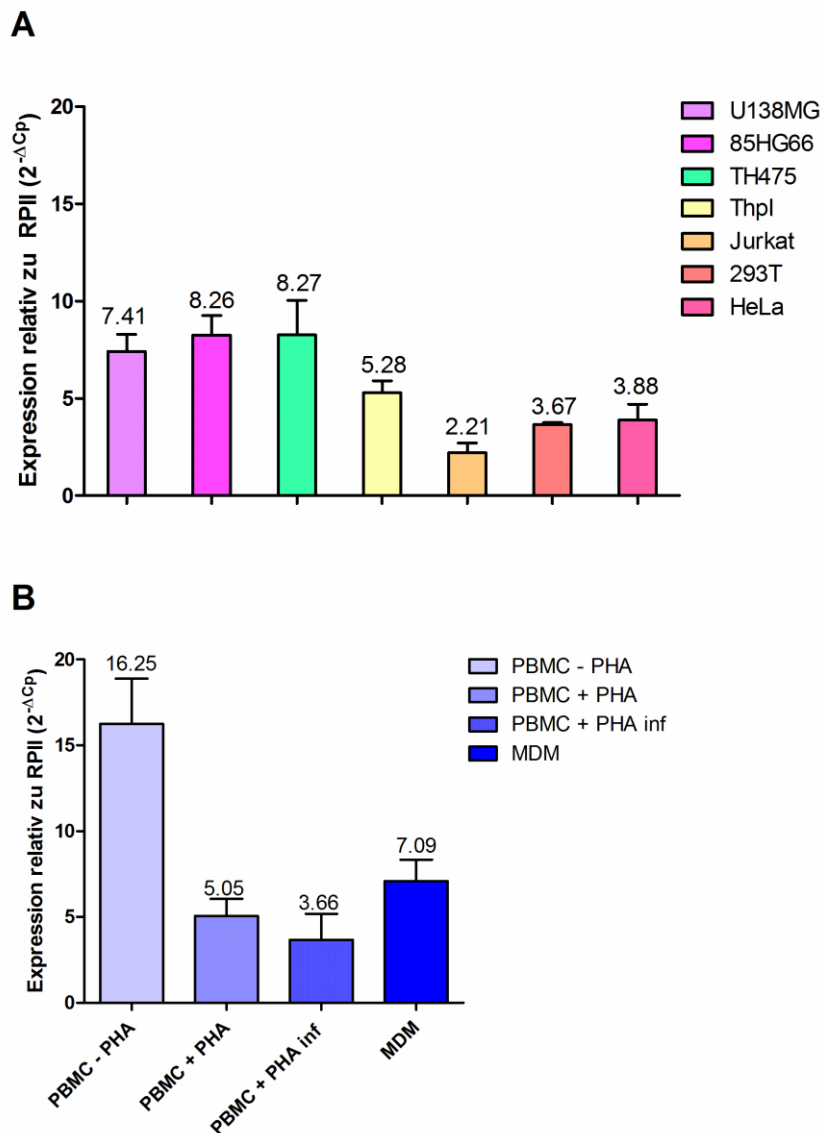 A
Expression relativ zu RPII (2^-ΔCp)
20
15
10
5
0
7.41
8.26
8.27
5.28
2.21
3.67
3.88
U138MG
85HG66
TH475
ThpI
Jurkat
293T
HeLa
B
Expression relativ zu RPII (2^-ΔCp)
20
15
10
5
0
16.25
5.05
3.66
7.09
PBMC - PHA
PBMC + PHA
PBMC + PHA inf
MDM
PBMC - PHA
PBMC + PHA
PBMC + PHA inf
MDM